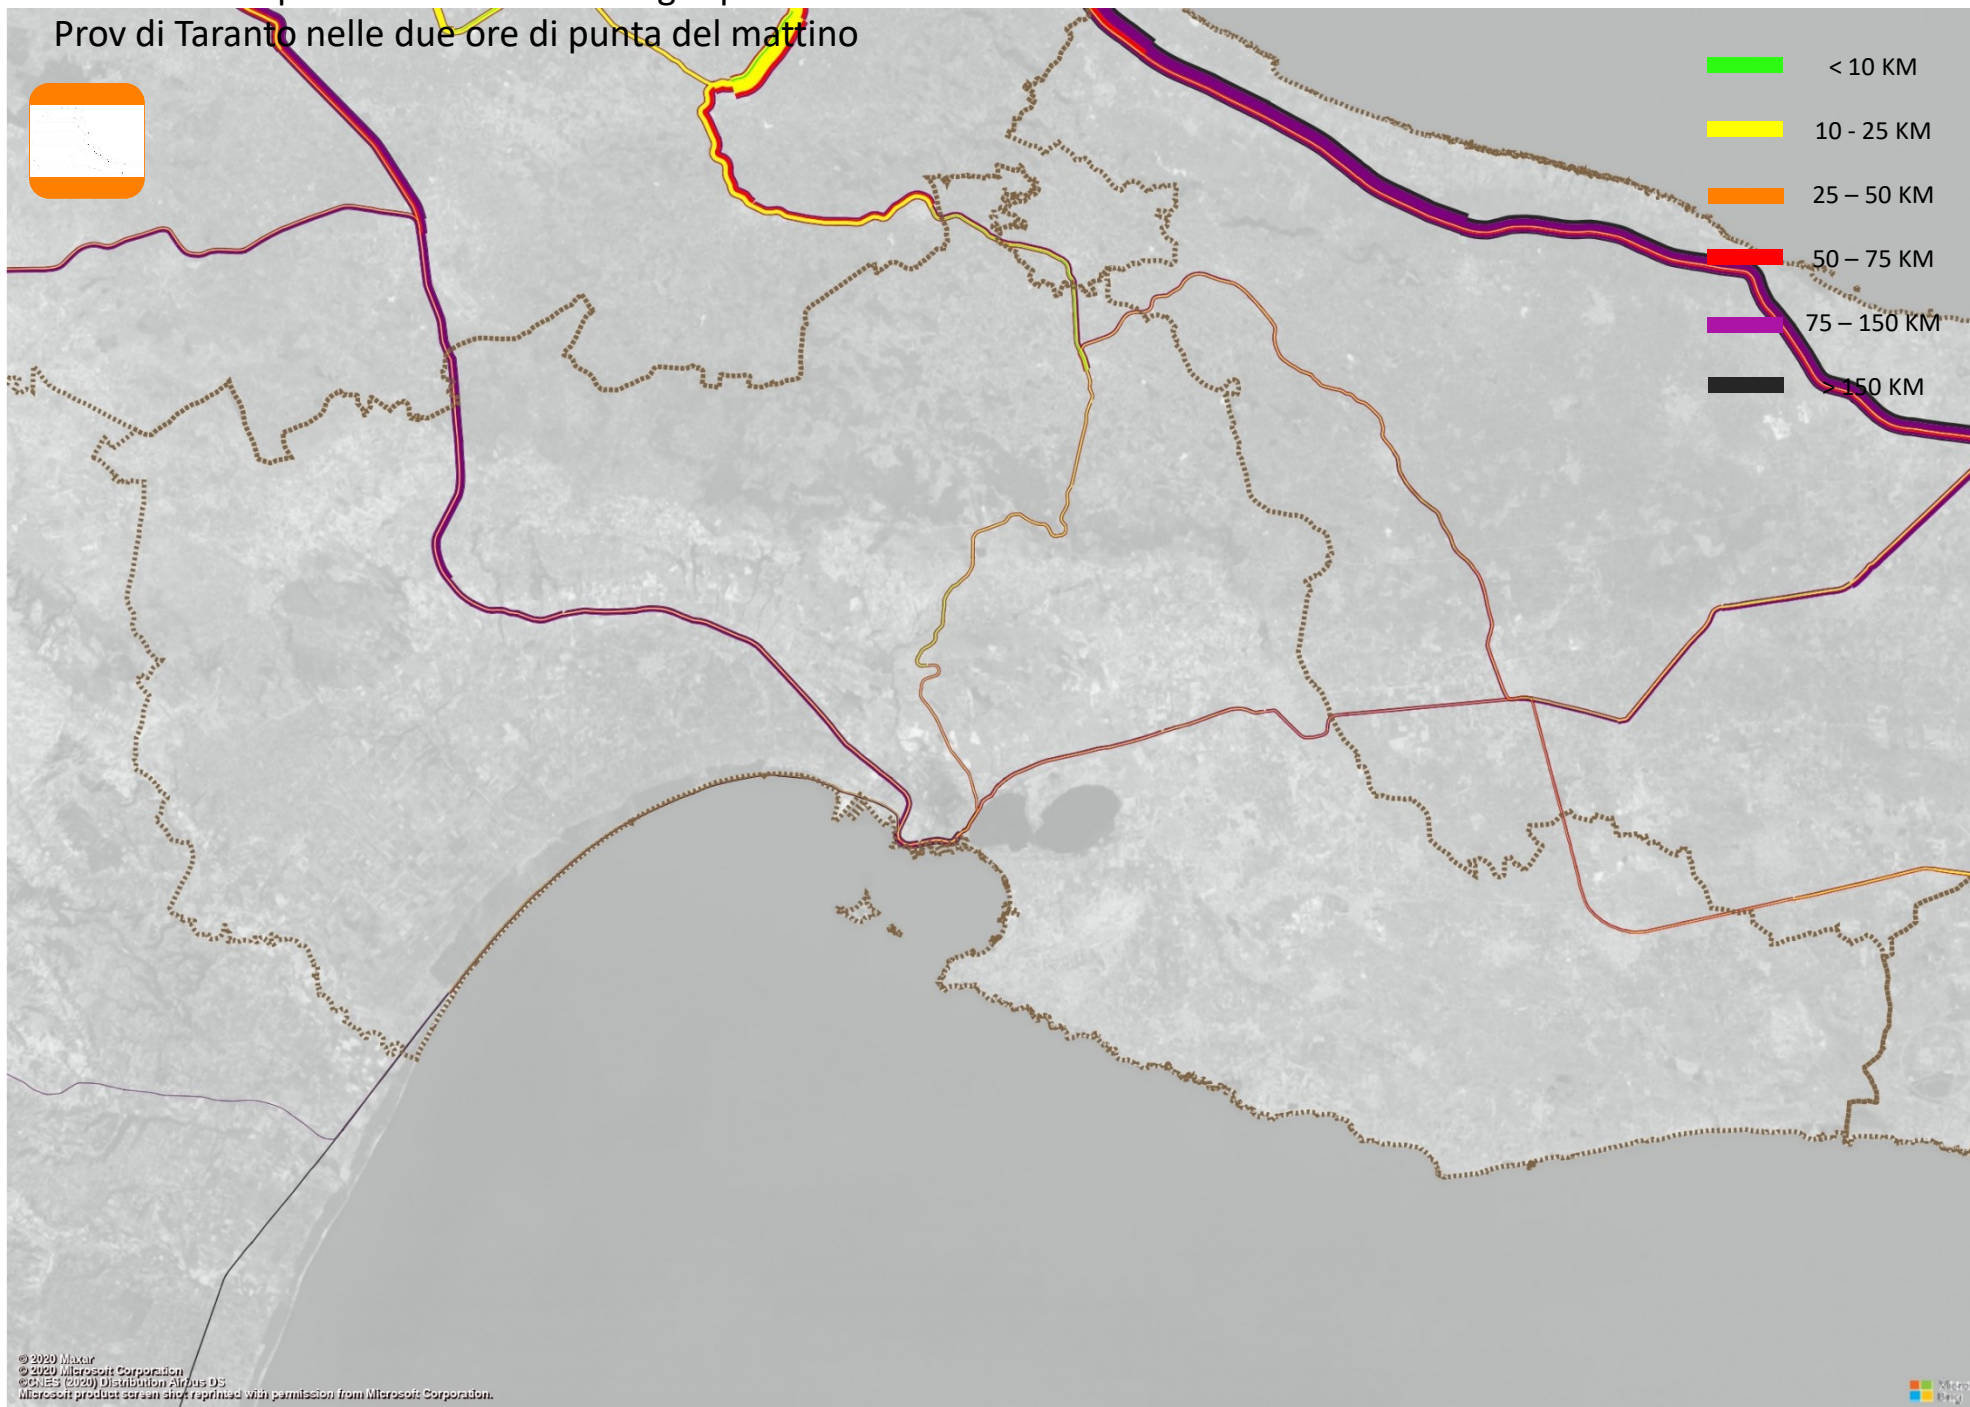 Prov di Taranto nelle due ore di punta del mattino
< 10 KM
10 - 25 KM
25 – 50 KM
50 – 75 KM
75 – 150 KM
> 150 KM
© 2020 Maxar
© 2020 Microsoft Corporation
©CNES (2020) Distribution Airbus DS
Microsoft product screen shot reprinted with permission from Microsoft Corporation.
Bing